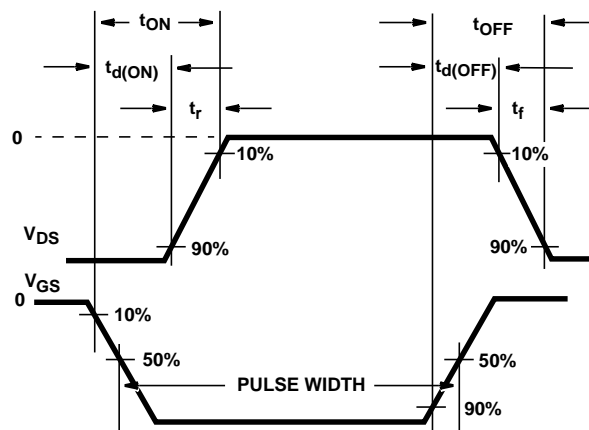 tON
tOFF
td(ON)
td(OFF)
tr
tf
0
10%
10%
VDS
90%
90%
VGS
0
10%
50%
50%
PULSE WIDTH
90%